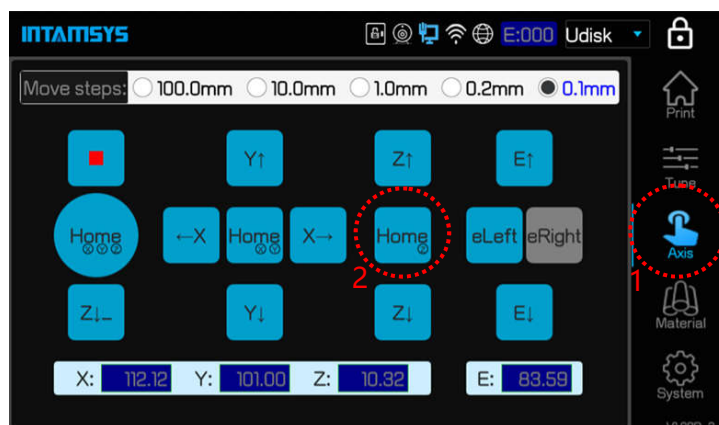 INTAMSYS E:000 Udisk
Move steps: 100.0mm 10.0mm 1.0mm 0.2mm 0.1mm
Print
Y↑ Z↑ E↑
Tune
Home ←X Home X→ Home eLeft eRight
Axis
2 1
Z↓_ Y↓ Z↓ E↓
Material
X: 112.12 Y: 101.00 Z: 10.32 E: 83.59
System